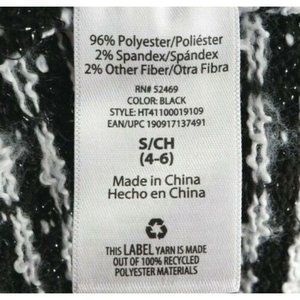 96% Polyester/Poliéster
2% Spandex/Spándex
2% Other Fiber/Otra Fibra
RN# 52469
COLOR: BLACK
STYLE: HT41100019109
EAN/UPC 190917137491
S/CH
(4-6)
Made in China
Hecho en China
THIS LABEL YARN IS MADE
OUT OF 100% RECYCLED
POLYESTER MATERIALS